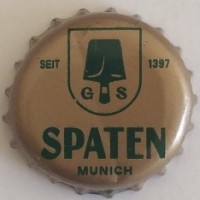 SEIT 1397
G S
SPATEN
MUNICH